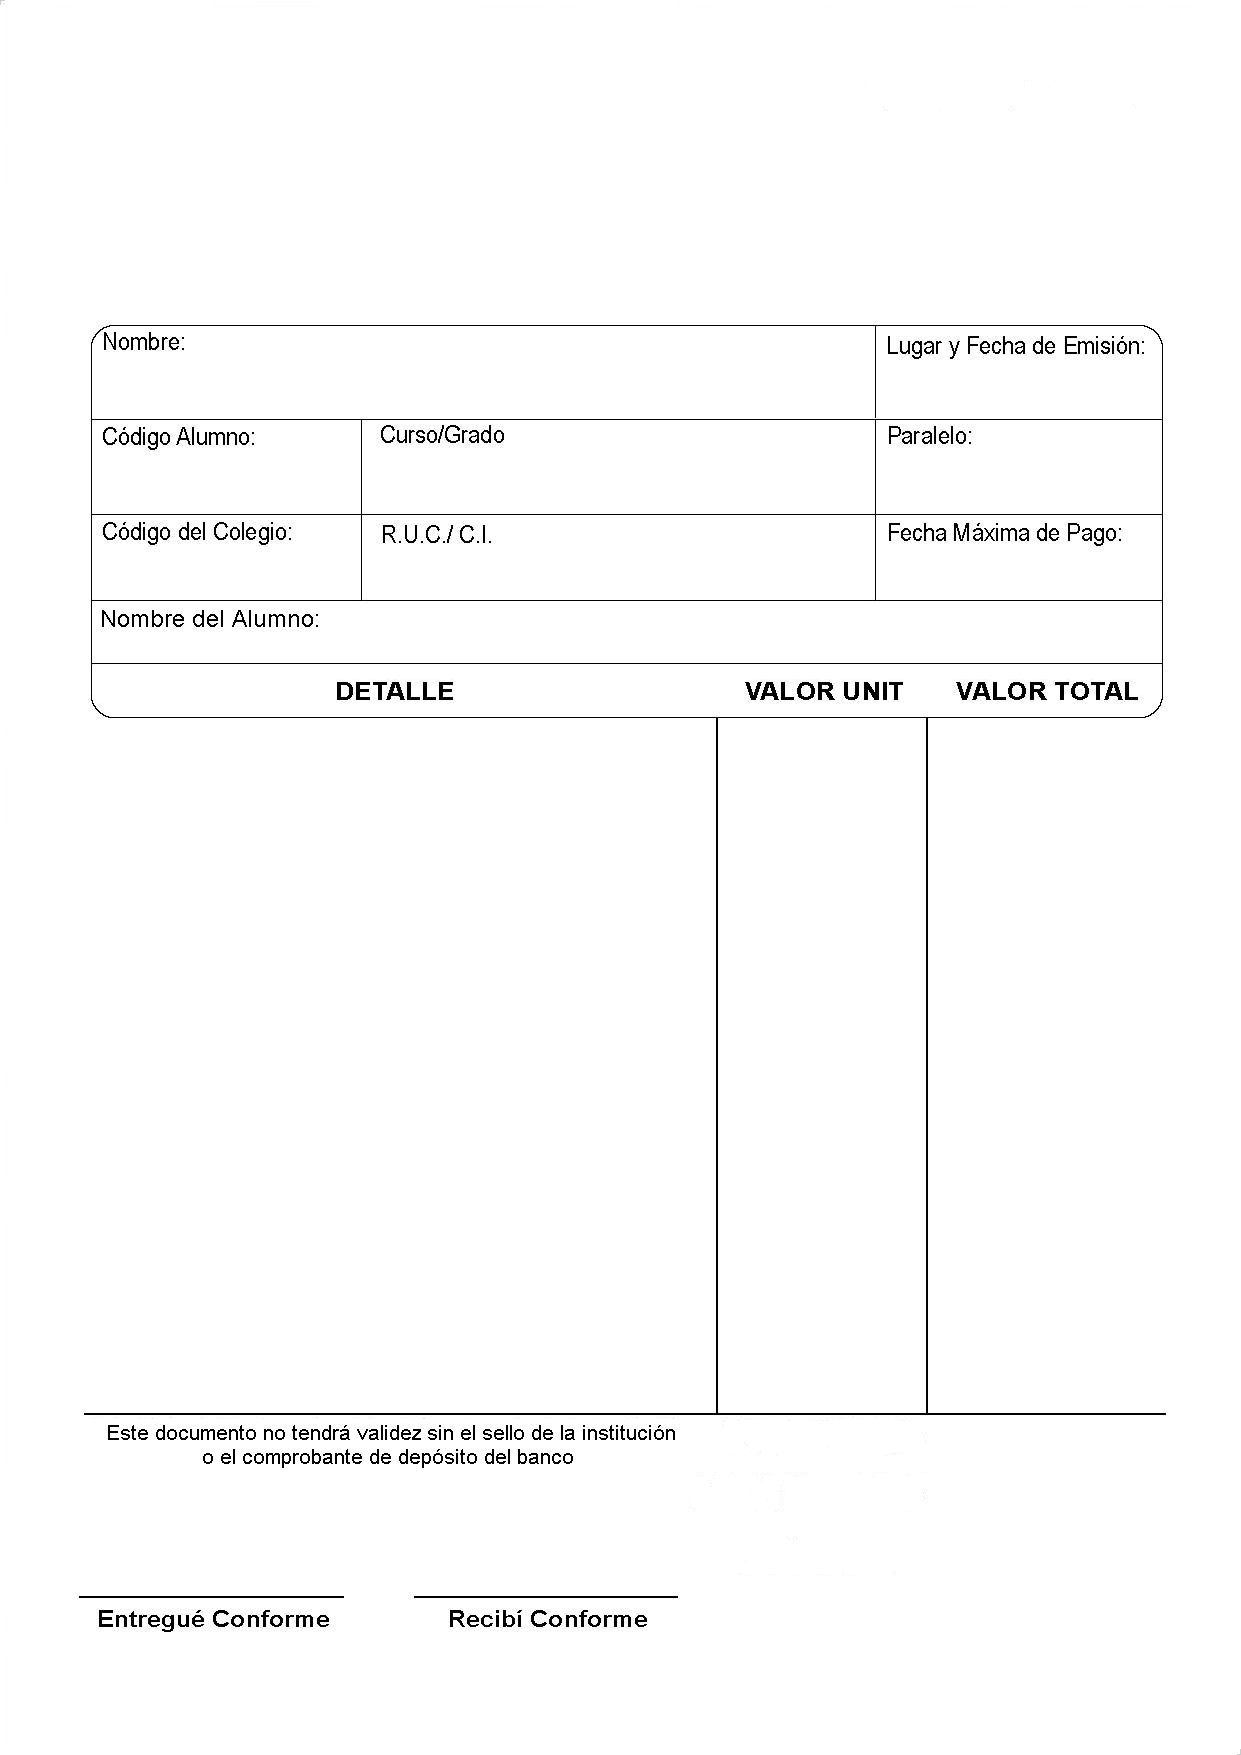 Nombre:
Lugar y Fecha de Emisión:
Código Alumno:
Curso/Grado
Paralelo:
Código del Colegio:
R.U.C./ C.I.
Fecha Máxima de Pago:
Nombre del Alumno:
DETALLE
VALOR UNIT
VALOR TOTAL
Este documento no tendrá validez sin el sello de la institución
o el comprobante de depósito del banco
Entregué Conforme
Recibí Conforme